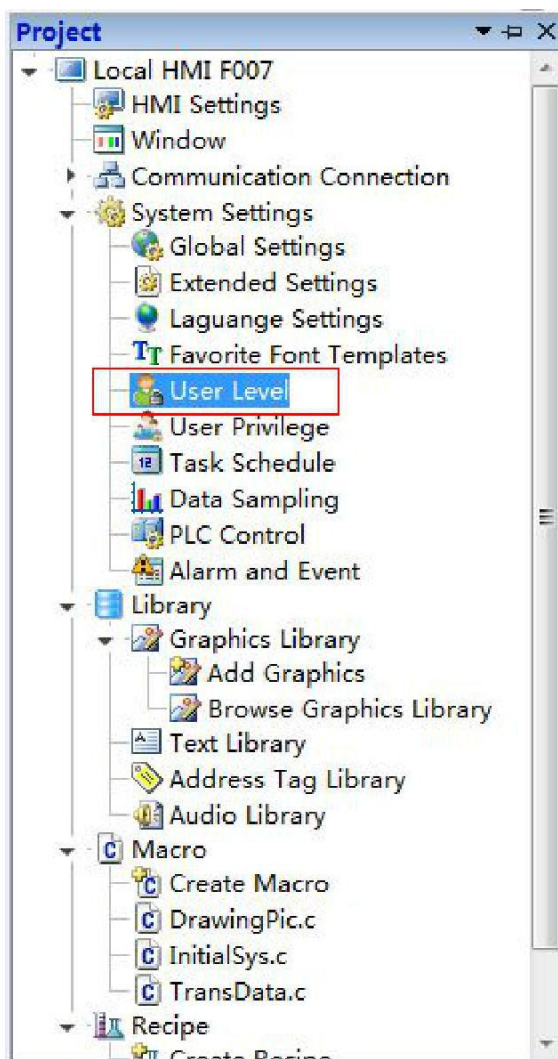 Project
Local HMI F007
HMI Settings
Window
Communication Connection
System Settings
Global Settings
Extended Settings
Laguange Settings
Favorite Font Templates
User Level
User Privilege
Task Schedule
Data Sampling
PLC Control
Alarm and Event
Library
Graphics Library
Add Graphics
Browse Graphics Library
Text Library
Address Tag Library
Audio Library
Macro
Create Macro
DrawingPic.c
InitialSys.c
TransData.c
Recipe
Create Recipe